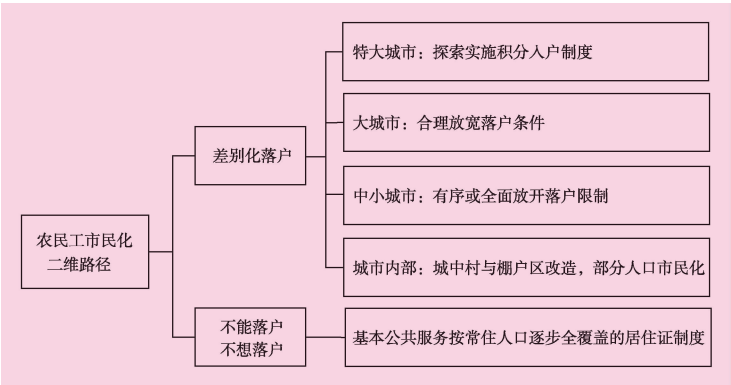 特大城市：探索实施积分入户制度
大城市：合理放宽落户条件
差别化落户
中小城市：有序或全面放开落户限制
农民工市民化
二维路径
城市内部：城中村与棚户区改造，部分人口市民化
不能落户
不想落户
基本公共服务按常住人口逐步全覆盖的居住证制度